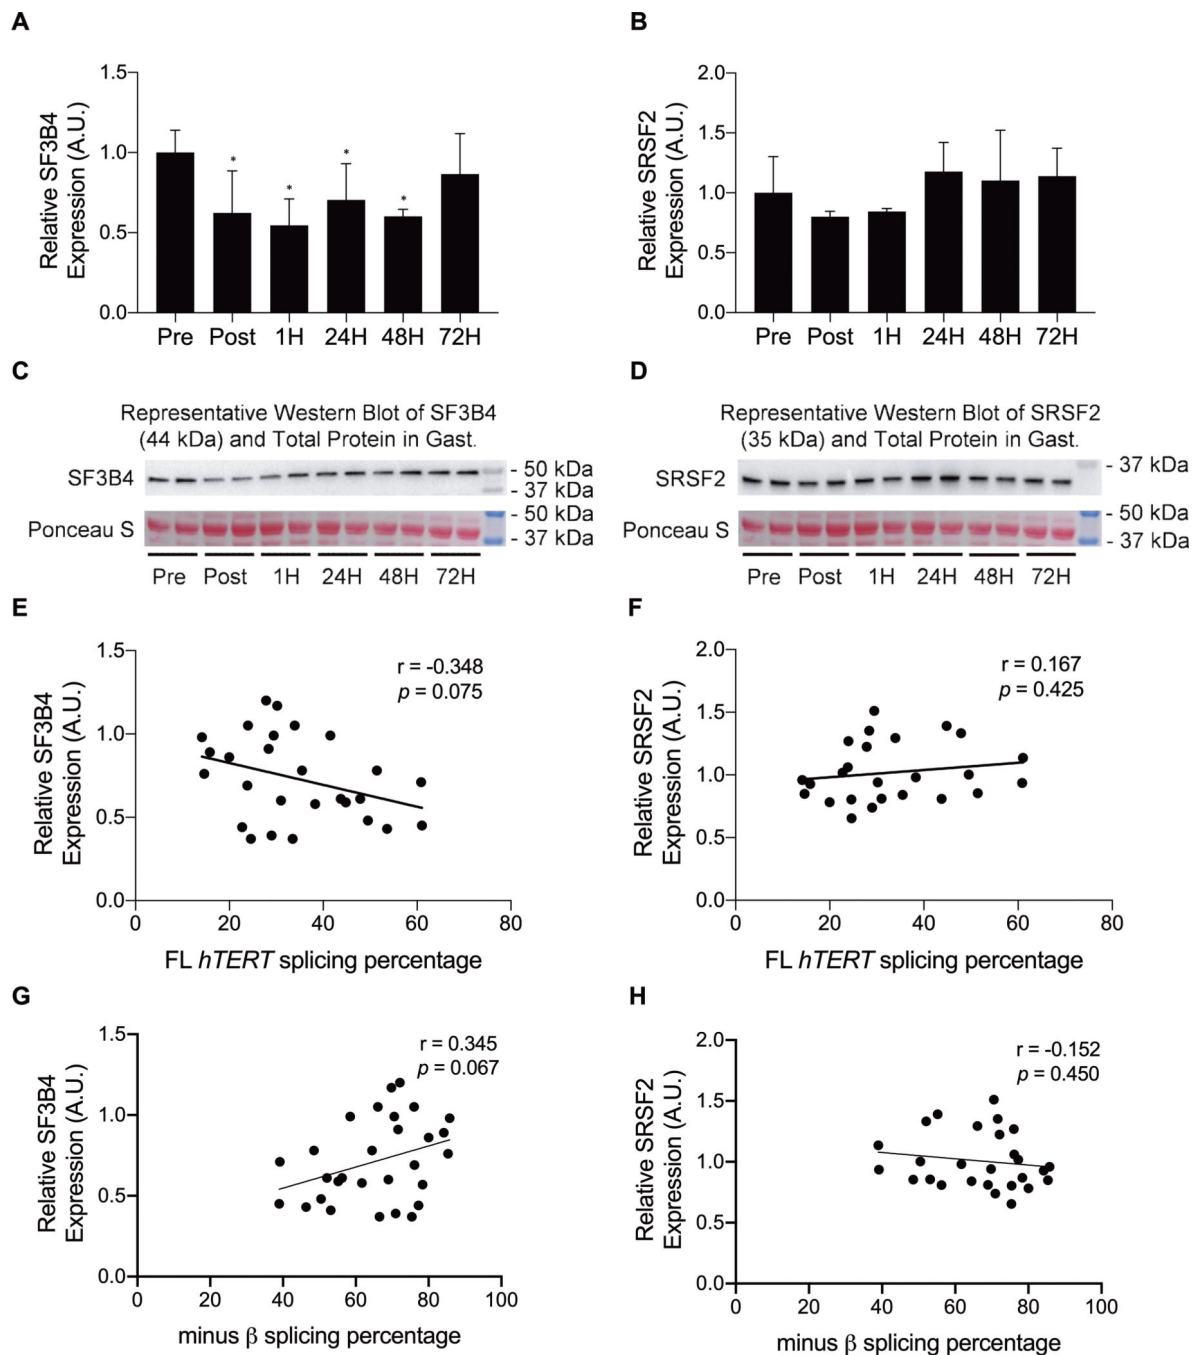 A
Relative SF3B4
Expression (A.U.)
1.5
1.0
0.5
0.0
*
*
*
*
Pre Post 1H 24H 48H 72H
B
Relative SRSF2
Expression (A.U.)
2.0
1.5
1.0
0.5
0.0
Pre Post 1H 24H 48H 72H
C
Representative Western Blot of SF3B4
(44 kDa) and Total Protein in Gast.
SF3B4
- 50 kDa
- 37 kDa
Ponceau S
- 50 kDa
- 37 kDa
Pre Post 1H 24H 48H 72H
D
Representative Western Blot of SRSF2
(35 kDa) and Total Protein in Gast.
SRSF2
- 37 kDa
Ponceau S
- 50 kDa
- 37 kDa
Pre Post 1H 24H 48H 72H
E
Relative SF3B4
Expression (A.U.)
1.5
1.0
0.5
0.0
r = -0.348
p = 0.075
0 20 40 60 80
FL hTERT splicing percentage
F
Relative SRSF2
Expression (A.U.)
2.0
1.5
1.0
0.5
0.0
r = 0.167
p = 0.425
0 20 40 60 80
FL hTERT splicing percentage
G
Relative SF3B4
Expression (A.U.)
1.5
1.0
0.5
0.0
r = 0.345
p = 0.067
0 20 40 60 80 100
minus β splicing percentage
H
Relative SRSF2
Expression (A.U.)
2.0
1.5
1.0
0.5
0.0
r = -0.152
p = 0.450
0 20 40 60 80 100
minus β splicing percentage